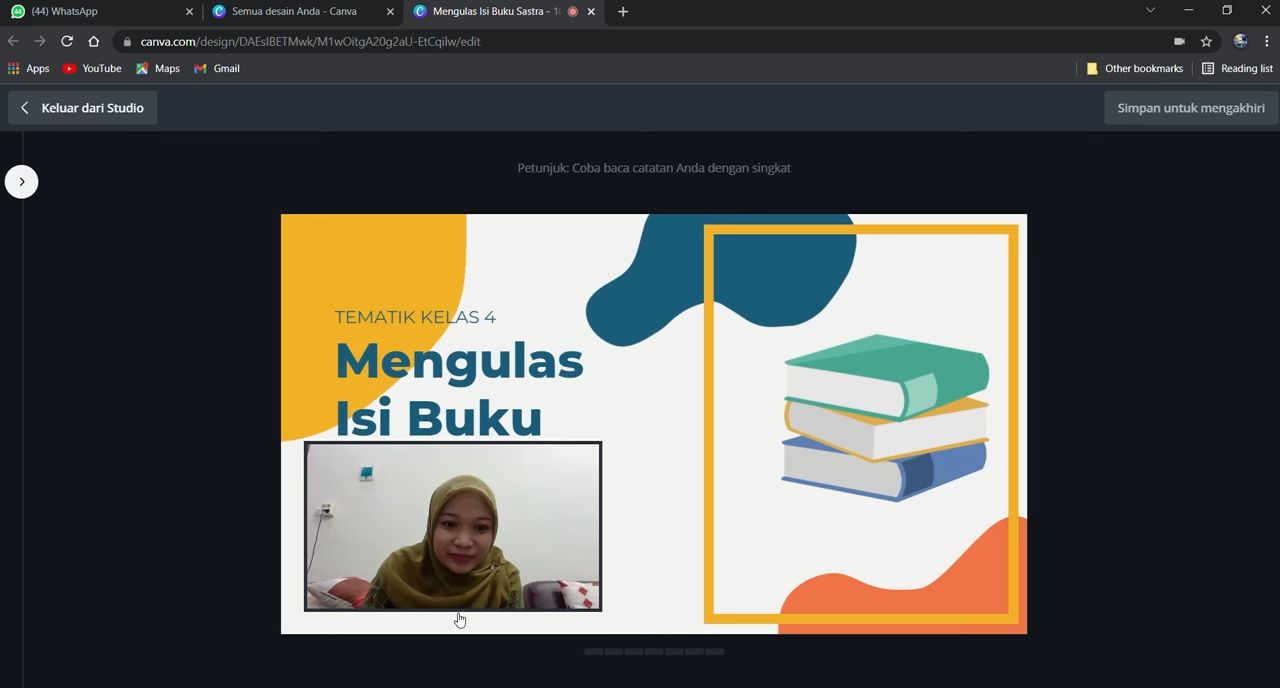 (44) WhatsApp
Semua desain Anda - Canva
Mengulas Isi Buku Sastra - 1
canva.com/design/DAEsIBETMwk/M1wOitgA20g2aU-EtCqilw/edit
Apps
YouTube
Maps
Gmail
Other bookmarks
Reading list
Keluar dari Studio
Simpan untuk mengakhiri
Petunjuk: Coba baca catatan Anda dengan singkat
TEMATIK KELAS 4
Mengulas
Isi Buku